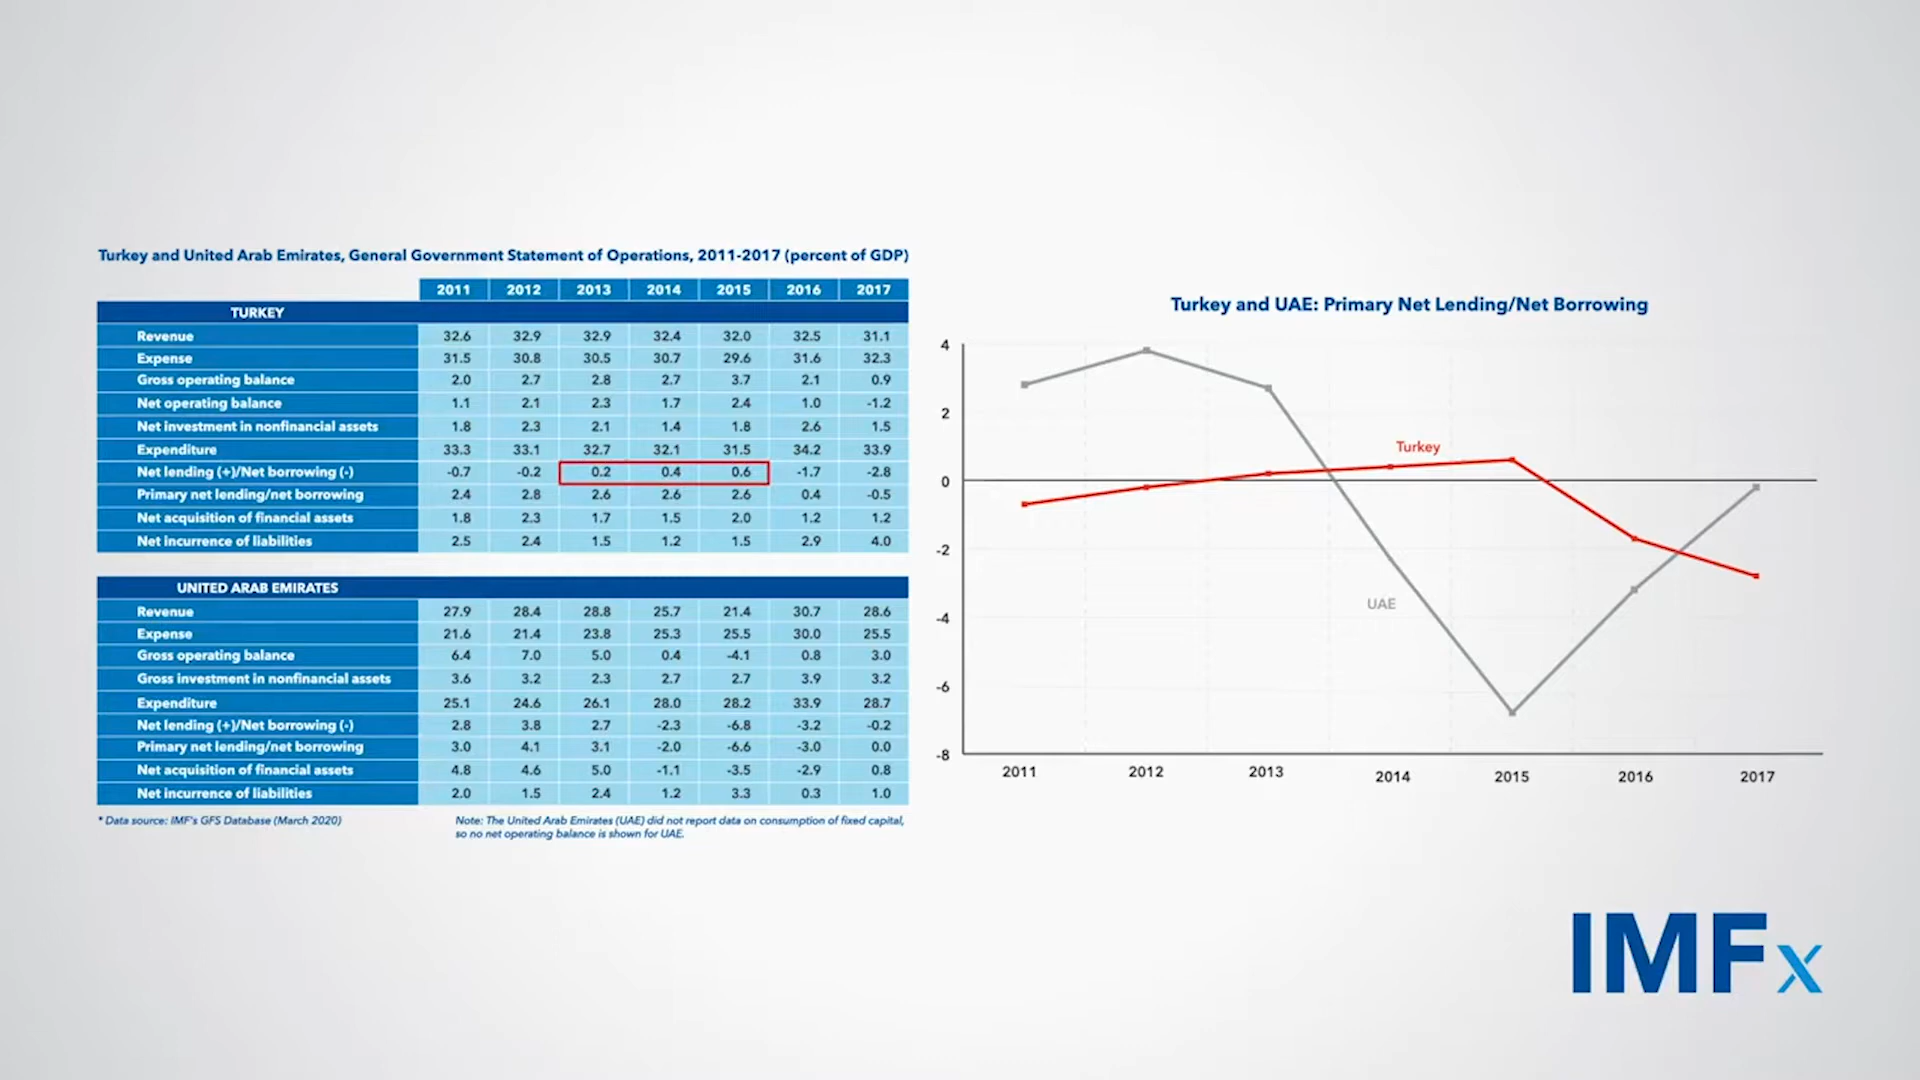 Turkey and United Arab Emirates, General Government Statement of Operations, 2011-2017 (percent of GDP)
2011 2012 2013 2014 2015 2016 2017
TURKEY
Revenue 32.6 32.9 32.9 32.4 32.0 32.5 31.1
Expense 31.5 30.8 30.5 30.7 29.6 31.6 32.3
Gross operating balance 2.0 2.7 2.8 2.7 3.7 2.1 0.9
Net operating balance 1.1 2.1 2.3 1.7 2.4 1.0 -1.2
Net investment in nonfinancial assets 1.8 2.3 2.1 1.4 1.8 2.6 1.5
Expenditure 33.3 33.1 32.7 32.1 31.5 34.2 33.9
Net lending (+)/Net borrowing (-) -0.7 -0.2 0.2 0.4 0.6 -1.7 -2.8
Primary net lending/net borrowing 2.4 2.8 2.6 2.6 2.6 0.4 -0.5
Net acquisition of financial assets 1.8 2.3 1.7 1.5 2.0 1.2 1.2
Net incurrence of liabilities 2.5 2.4 1.5 1.2 1.5 2.9 4.0
UNITED ARAB EMIRATES
Revenue 27.9 28.4 28.8 25.7 21.4 30.7 28.6
Expense 21.6 21.4 23.8 25.3 25.5 30.0 25.5
Gross operating balance 6.4 7.0 5.0 0.4 -4.1 0.8 3.0
Gross investment in nonfinancial assets 3.6 3.2 2.3 2.7 2.7 3.9 3.2
Expenditure 25.1 24.6 26.1 28.0 28.2 33.9 28.7
Net lending (+)/Net borrowing (-) 2.8 3.8 2.7 -2.3 -6.8 -3.2 -0.2
Primary net lending/net borrowing 3.0 4.1 3.1 -2.0 -6.6 -3.0 0.0
Net acquisition of financial assets 4.8 4.6 5.0 -1.1 -3.5 -2.9 0.8
Net incurrence of liabilities 2.0 1.5 2.4 1.2 3.3 0.3 1.0
* Data source: IMF's GFS Database (March 2020)
Note: The United Arab Emirates (UAE) did not report data on consumption of fixed capital,
so no net operating balance is shown for UAE.
Turkey and UAE: Primary Net Lending/Net Borrowing
4
2
0
-2
-4
-6
-8
Turkey
UAE
2011 2012 2013 2014 2015 2016 2017
IMFx